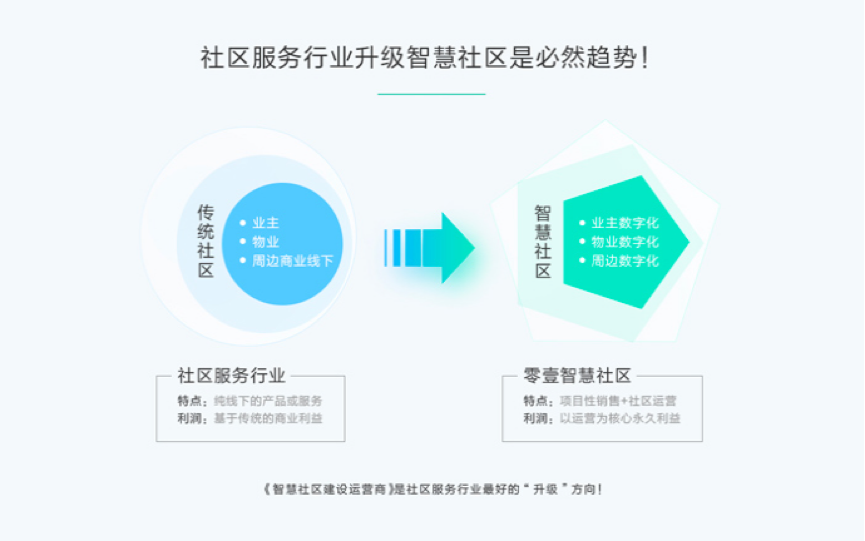 社区服务行业升级智慧社区是必然趋势！
传统社区
• 业主
• 物业
• 周边商业线下
智慧社区
• 业主数字化
• 物业数字化
• 周边数字化
社区服务行业
特点：纯线下的产品或服务
利润：基于传统的商业利益
零壹智慧社区
特点：项目性销售+社区运营
利润：以运营为核心永久利益
《智慧社区建设运营商》是社区服务行业最好的“升级”方向！